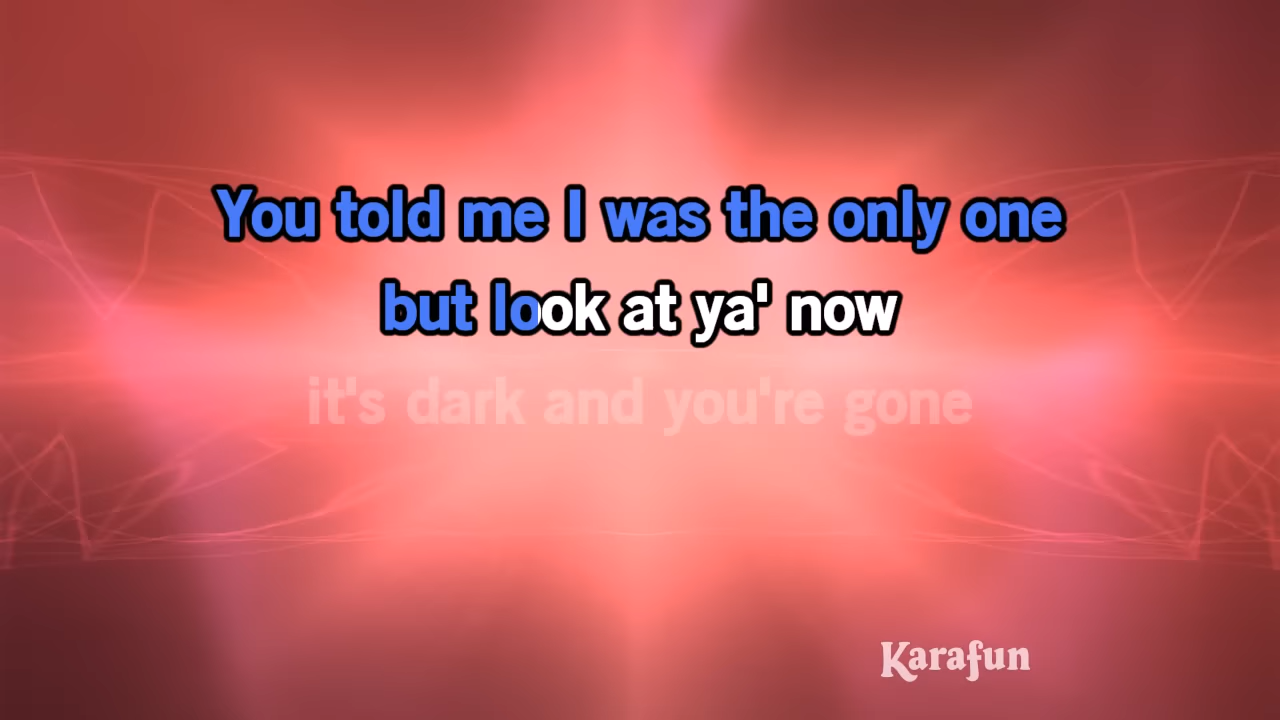 You told me I was the only one
but look at ya' now
it's dark and you're gone
Karafun